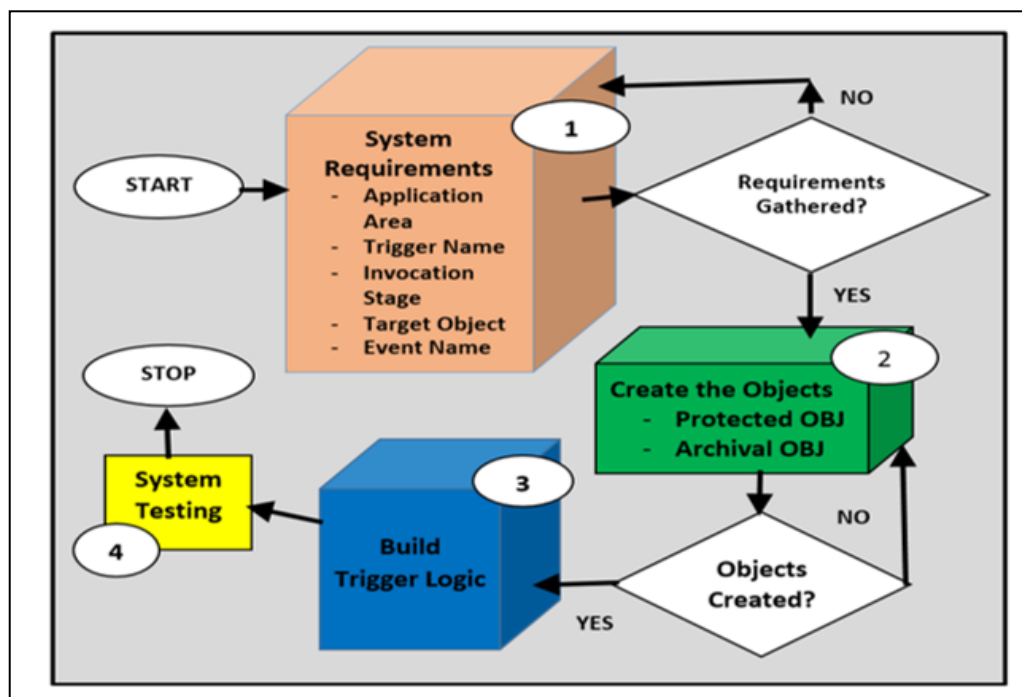 START
System
Requirements
- Application
Area
- Trigger Name
- Invocation
Stage
- Target Object
- Event Name
1
NO
Requirements
Gathered?
YES
2
Create the Objects
- Protected OBJ
- Archival OBJ
NO
Objects
Created?
YES
3
Build
Trigger Logic
System
Testing
4
STOP